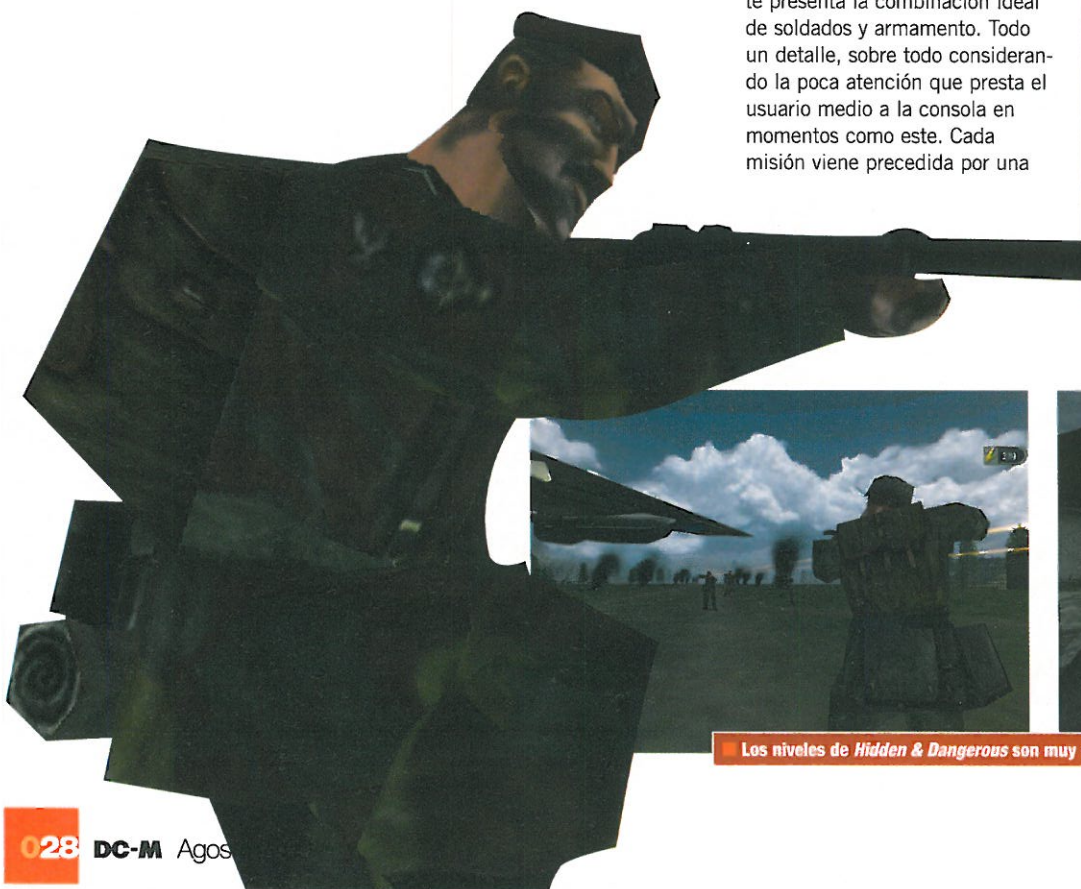 te presenta la combinación ideal
de soldados y armamento. Todo
un detalle, sobre todo consideran-
do la poca atención que presta el
usuario medio a la consola en
momentos como este. Cada
misión viene precedida por una
Los niveles de Hidden & Dangerous son muy
028 DC-M Agos